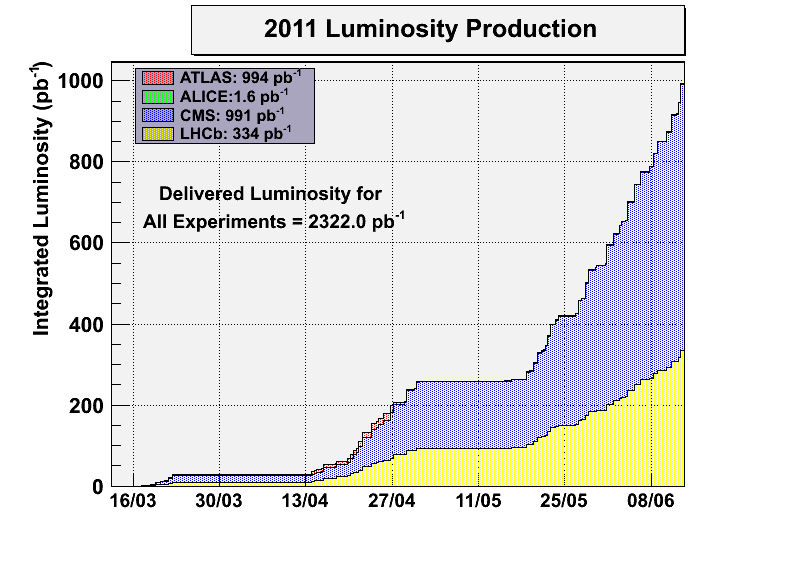 2011 Luminosity Production
Integrated Luminosity (pb⁻¹)
1000
800
600
400
200
0
ATLAS: 994 pb⁻¹
ALICE:1.6 pb⁻¹
CMS: 991 pb⁻¹
LHCb: 334 pb⁻¹
Delivered Luminosity for
All Experiments = 2322.0 pb⁻¹
16/03 30/03 13/04 27/04 11/05 25/05 08/06